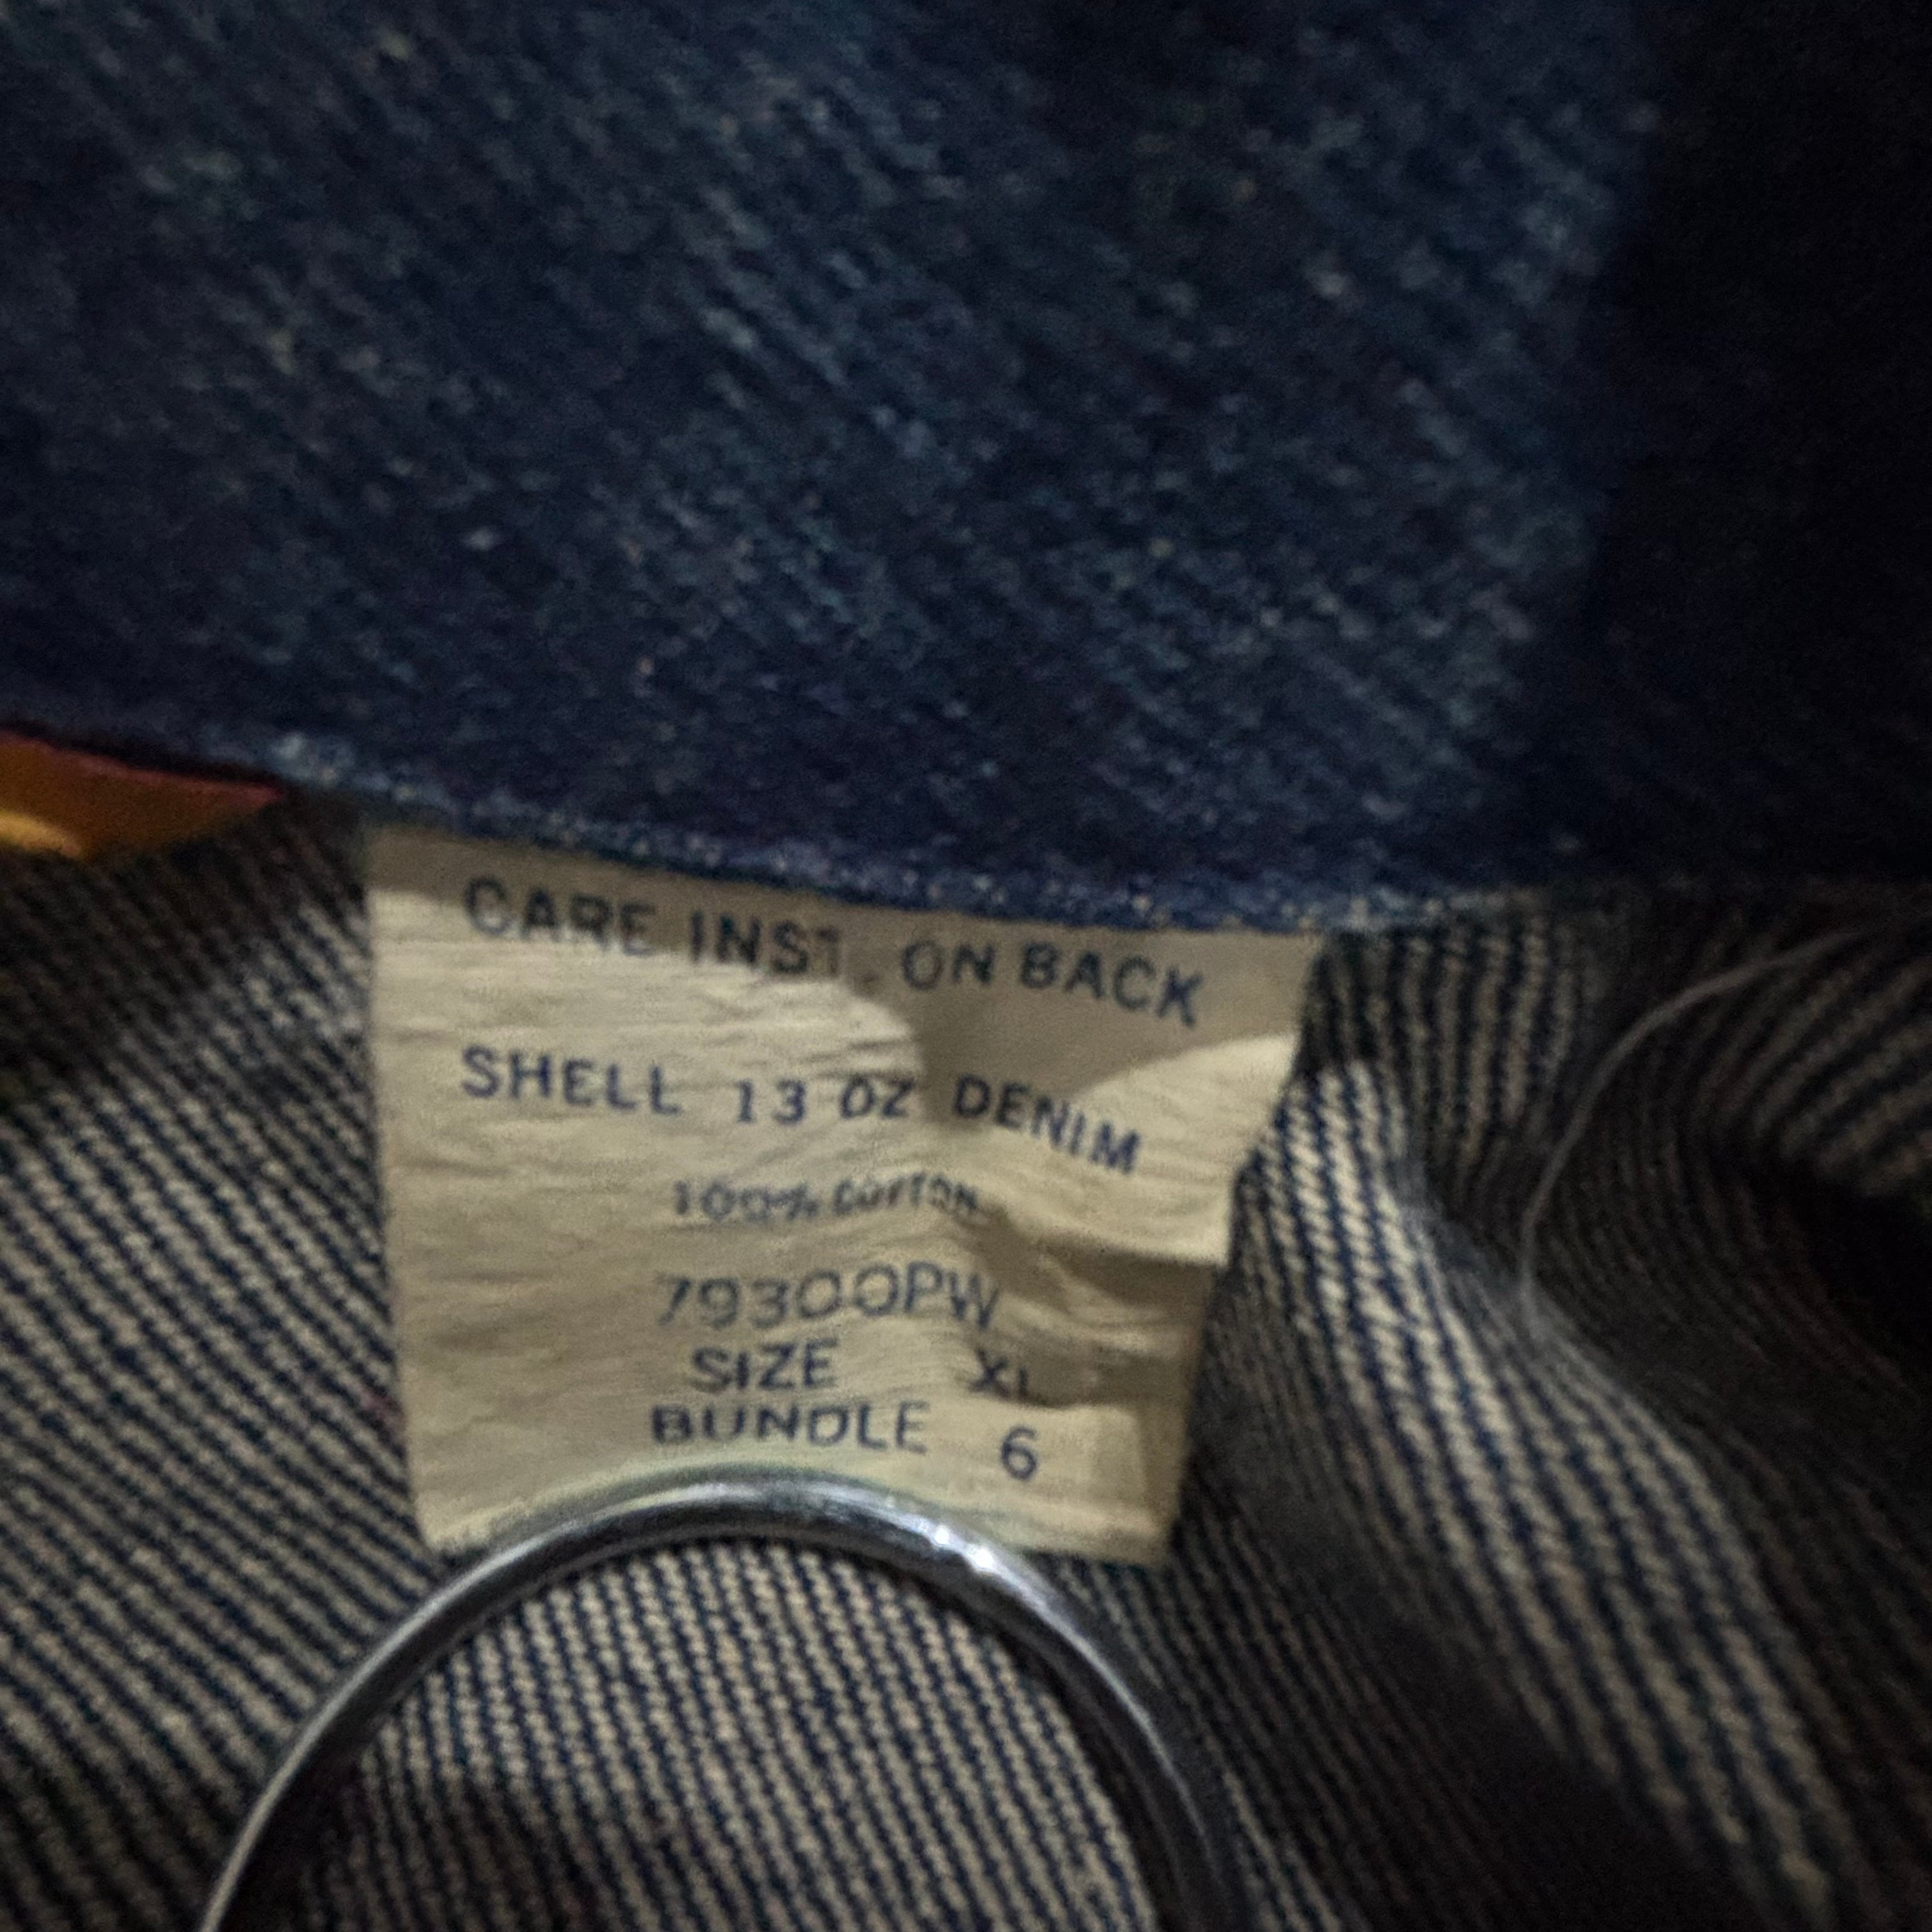 CARE INST. ON BACK
SHELL 13 OZ DENIM
100% COTTON
79300PW
SIZE XL
BUNDLE 6